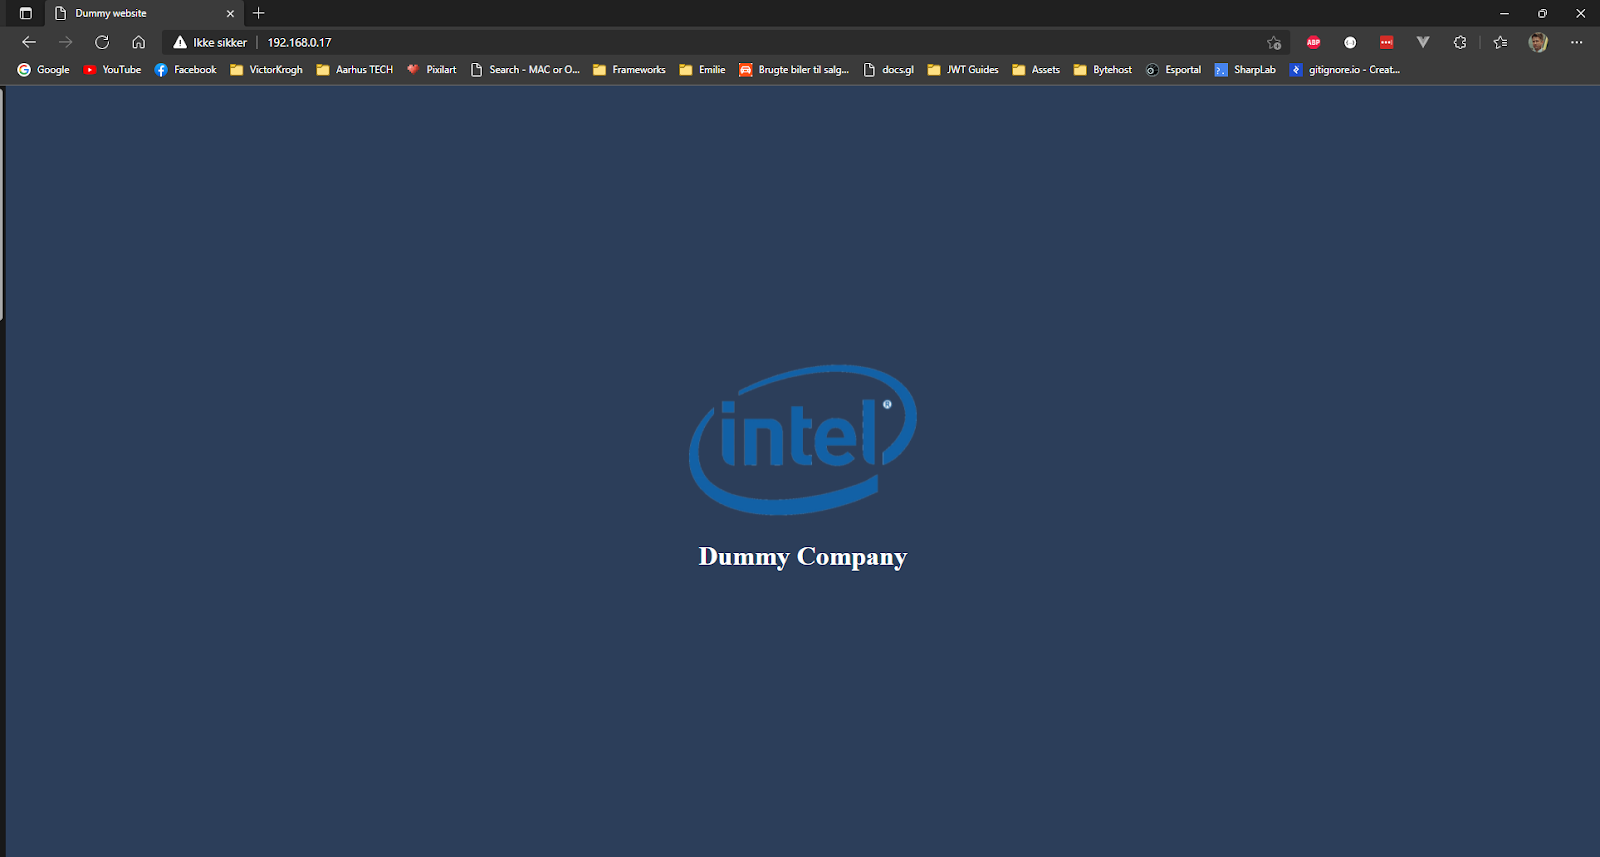 Dummy website
Ikke sikker 192.168.0.17
ABP
Google YouTube Facebook VictorKrogh Aarhus TECH Pixilart Search - MAC or O... Frameworks Emilie Brugte biler til salg... docs.gl JWT Guides Assets Bytehost Esportal SharpLab gitignore.io - Creat...
intel®
Dummy Company